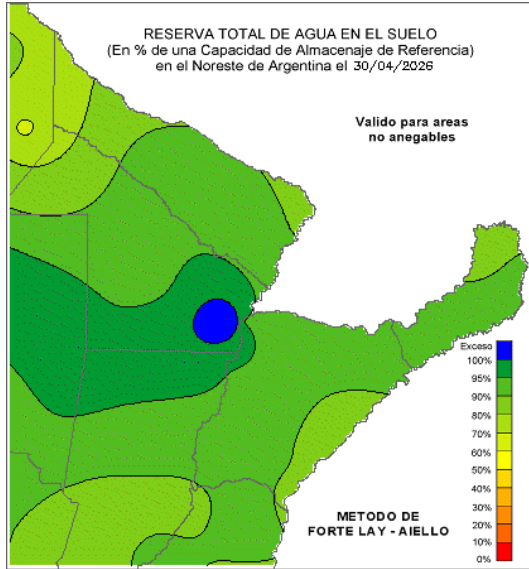 RESERVA TOTAL DE AGUA EN EL SUELO
(En % de una Capacidad de Almacenaje de Referencia)
en el Noreste de Argentina el 30/04/2026
Valido para areas
no anegables
Exceso
100%
95%
90%
80%
70%
60%
50%
40%
30%
20%
10%
0%
METODO DE
FORTE LAY - AIELLO